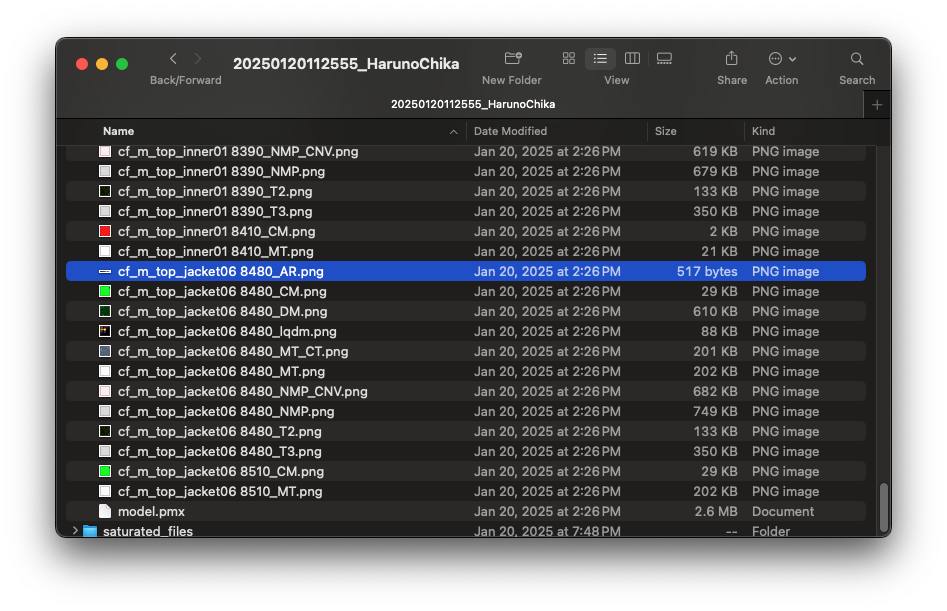 20250120112555_HarunoChika
Back/Forward
New Folder
View
Share
Action
Search
20250120112555_HarunoChika
Name Date Modified Size Kind
cf_m_top_inner01 8390_NMP_CNV.png Jan 20, 2025 at 2:26 PM 619 KB PNG image
cf_m_top_inner01 8390_NMP.png Jan 20, 2025 at 2:26 PM 679 KB PNG image
cf_m_top_inner01 8390_T2.png Jan 20, 2025 at 2:26 PM 133 KB PNG image
cf_m_top_inner01 8390_T3.png Jan 20, 2025 at 2:26 PM 350 KB PNG image
cf_m_top_inner01 8410_CM.png Jan 20, 2025 at 2:26 PM 2 KB PNG image
cf_m_top_inner01 8410_MT.png Jan 20, 2025 at 2:26 PM 21 KB PNG image
cf_m_top_jacket06 8480_AR.png Jan 20, 2025 at 2:26 PM 517 bytes PNG image
cf_m_top_jacket06 8480_CM.png Jan 20, 2025 at 2:26 PM 29 KB PNG image
cf_m_top_jacket06 8480_DM.png Jan 20, 2025 at 2:26 PM 610 KB PNG image
cf_m_top_jacket06 8480_lqdm.png Jan 20, 2025 at 2:26 PM 88 KB PNG image
cf_m_top_jacket06 8480_MT_CT.png Jan 20, 2025 at 2:26 PM 201 KB PNG image
cf_m_top_jacket06 8480_MT.png Jan 20, 2025 at 2:26 PM 202 KB PNG image
cf_m_top_jacket06 8480_NMP_CNV.png Jan 20, 2025 at 2:26 PM 682 KB PNG image
cf_m_top_jacket06 8480_NMP.png Jan 20, 2025 at 2:26 PM 749 KB PNG image
cf_m_top_jacket06 8480_T2.png Jan 20, 2025 at 2:26 PM 133 KB PNG image
cf_m_top_jacket06 8480_T3.png Jan 20, 2025 at 2:26 PM 350 KB PNG image
cf_m_top_jacket06 8510_CM.png Jan 20, 2025 at 2:26 PM 29 KB PNG image
cf_m_top_jacket06 8510_MT.png Jan 20, 2025 at 2:26 PM 202 KB PNG image
model.pmx Jan 20, 2025 at 2:26 PM 2.6 MB Document
saturated_files Jan 20, 2025 at 7:48 PM -- Folder